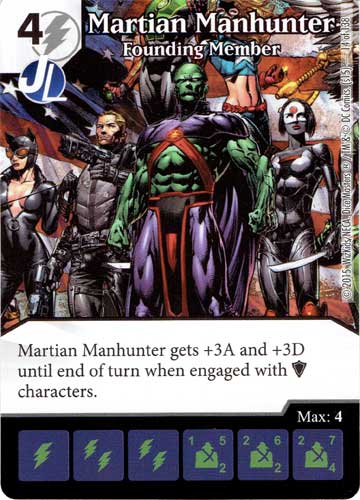 4
Martian Manhunter
Founding Member
JL
Martian Manhunter gets +3A and +3D
until end of turn when engaged with
characters.
Max: 4
1 5 2
2 6 2
2 7 4